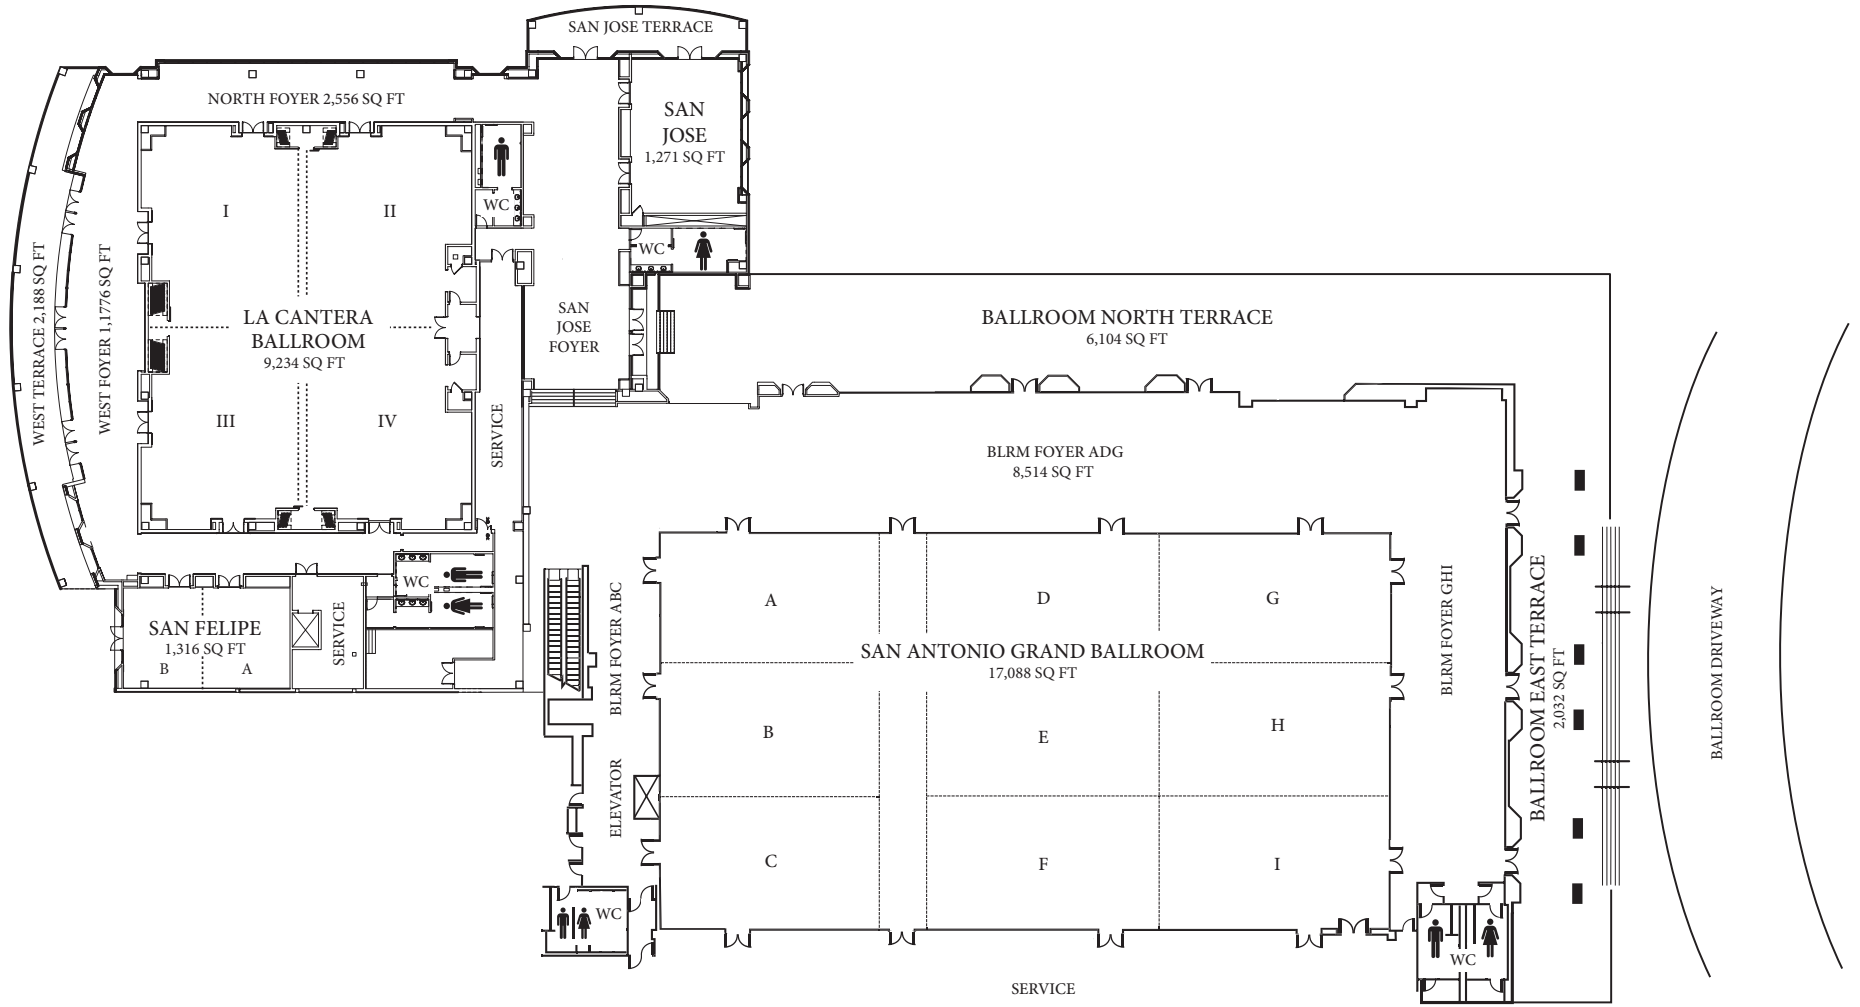 SAN JOSE TERRACE
NORTH FOYER 2,556 SQ FT
SAN
JOSE
1,271 SQ FT
WC
WC
I
II
WEST TERRACE 2,188 SQ FT
WEST FOYER 1,1776 SQ FT
LA CANTERA
BALLROOM
9,234 SQ FT
III
IV
SERVICE
SAN
JOSE
FOYER
BALLROOM NORTH TERRACE
6,104 SQ FT
BLRM FOYER ADG
8,514 SQ FT
WC
SAN FELIPE
1,316 SQ FT
B
A
SERVICE
BLRM FOYER ABC
ELEVATOR
A
D
G
SAN ANTONIO GRAND BALLROOM
17,088 SQ FT
B
E
H
C
F
I
BLRM FOYER GHI
BALLROOM EAST TERRACE
2,032 SQ FT
BALLROOM DRIVEWAY
WC
WC
SERVICE